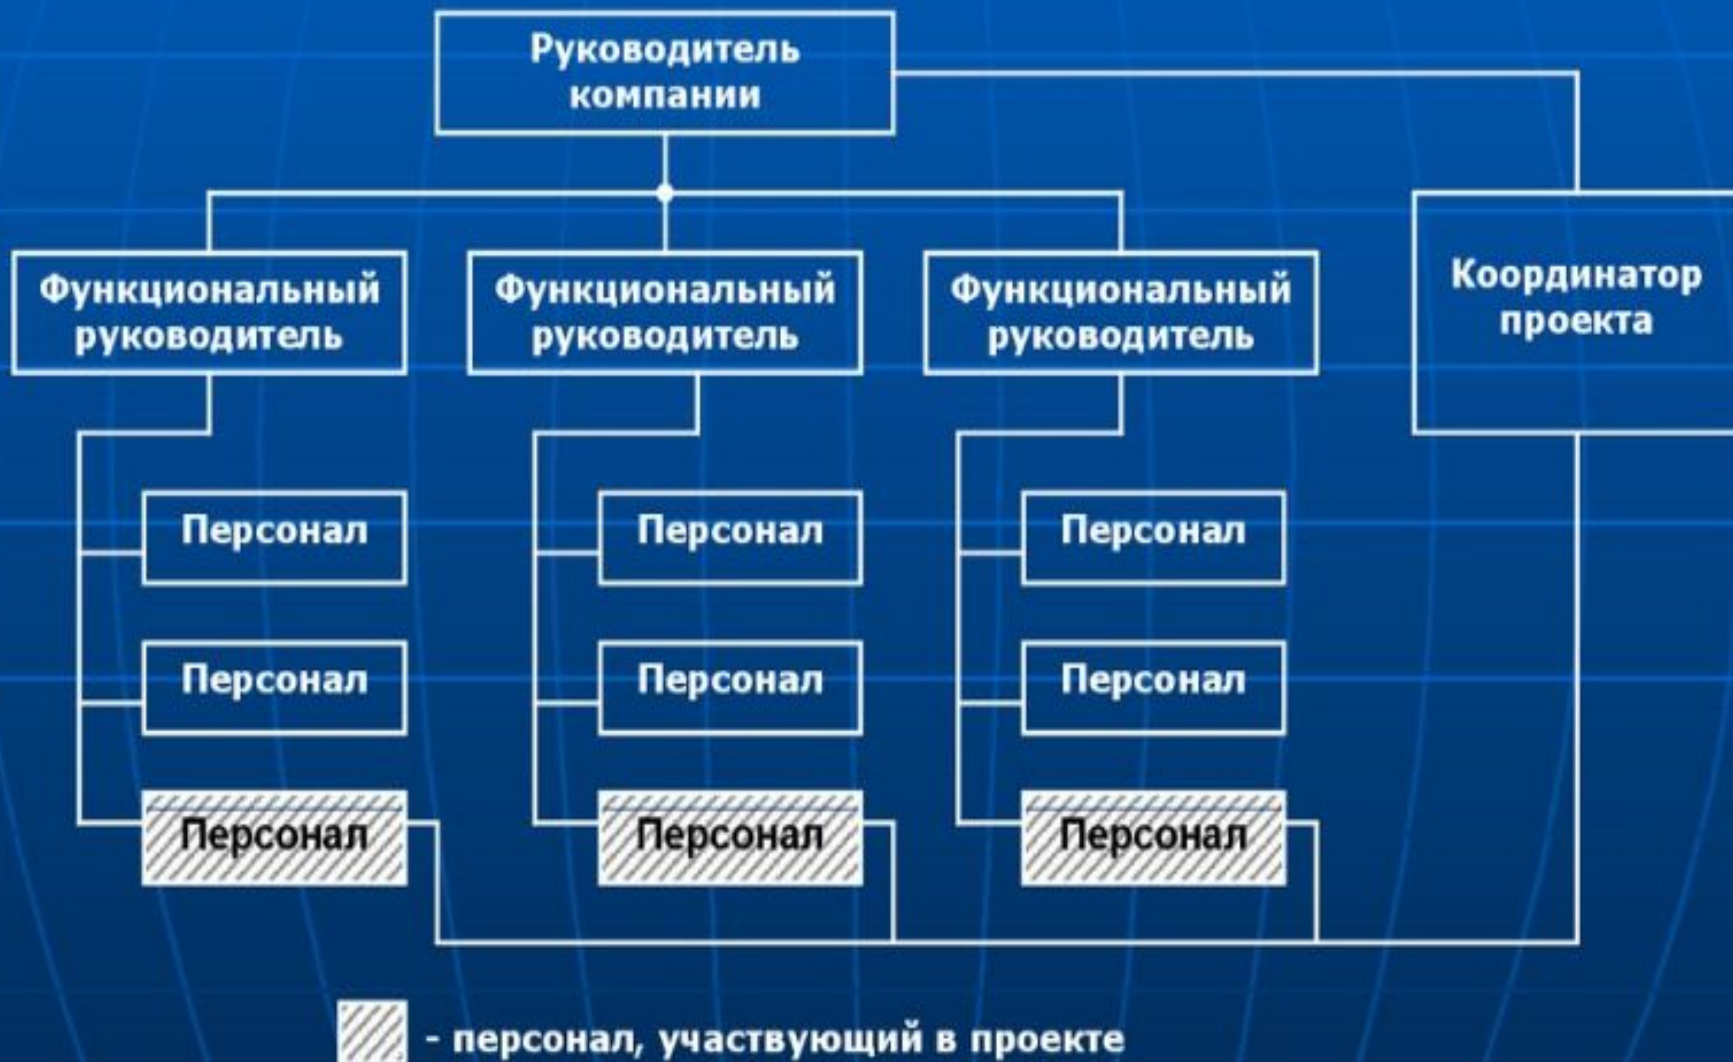 Руководитель
компании
Функциональный
руководитель
Функциональный
руководитель
Функциональный
руководитель
Координатор
проекта
Персонал
Персонал
Персонал
Персонал
Персонал
Персонал
Персонал
Персонал
Персонал
- персонал, участвующий в проекте